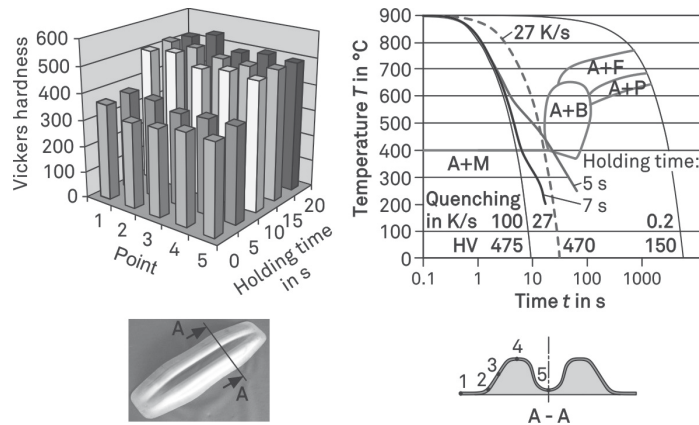 600
500
400
300
200
100
0
Vickers hardness
1
2
3
4
5
Point
0
5
10
15
20
Holding time
in s
A
A
900
800
700
600
500
400
300
200
100
0
Temperature T in °C
27 K/s
A+F
A+P
A+B
A+M
Holding time:
5 s
7 s
Quenching
in K/s 100 27 0.2
HV 475 470 150
0.1 1 10 100 1000
Time t in s
1
2
3
4
5
A - A